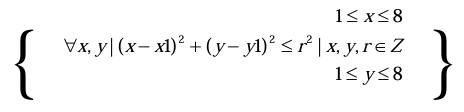 1 ≤ x ≤ 8
{ ∀x, y | (x − x1)² + (y − y1)² ≤ r² | x, y, r ∈ Z }
1 ≤ y ≤ 8